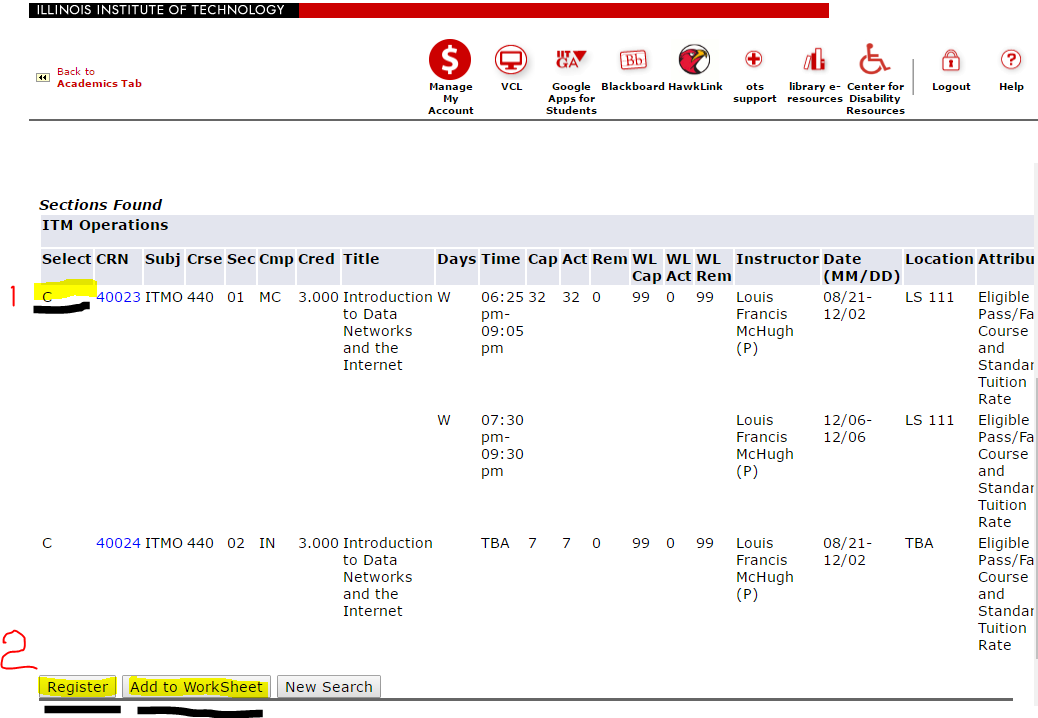 ILLINOIS INSTITUTE OF TECHNOLOGY
Back to
Academics Tab
$
Manage
My
Account
VCL
IIT
GA
Google
Apps for
Students
Bb
Blackboard
HawkLink
ots
support
library e-
resources
Center for
Disability
Resources
Logout
?
Help
Sections Found
ITM Operations
Select CRN Subj Crse Sec Cmp Cred Title Days Time Cap Act Rem WL Cap WL Act WL Rem Instructor Date (MM/DD) Location Attribu
1
C 40023 ITMO 440 01 MC 3.000 Introduction W 06:25 32 32 0 99 0 99 Louis 08/21- LS 111 Eligible
to Data pm- Francis 12/02 Pass/Fa
Networks 09:05 McHugh Course
and the pm (P) and
Internet Standar
Tuition
Rate
W 07:30 Louis 12/06- LS 111 Eligible
pm- Francis 12/06 Pass/Fa
09:30 McHugh Course
pm (P) and
Standar
Tuition
Rate
C 40024 ITMO 440 02 IN 3.000 Introduction TBA 7 7 0 99 0 99 Louis 08/21- TBA Eligible
to Data Francis 12/02 Pass/Fa
Networks McHugh Course
and the (P) and
Internet Standar
Tuition
Rate
2
Register Add to WorkSheet New Search